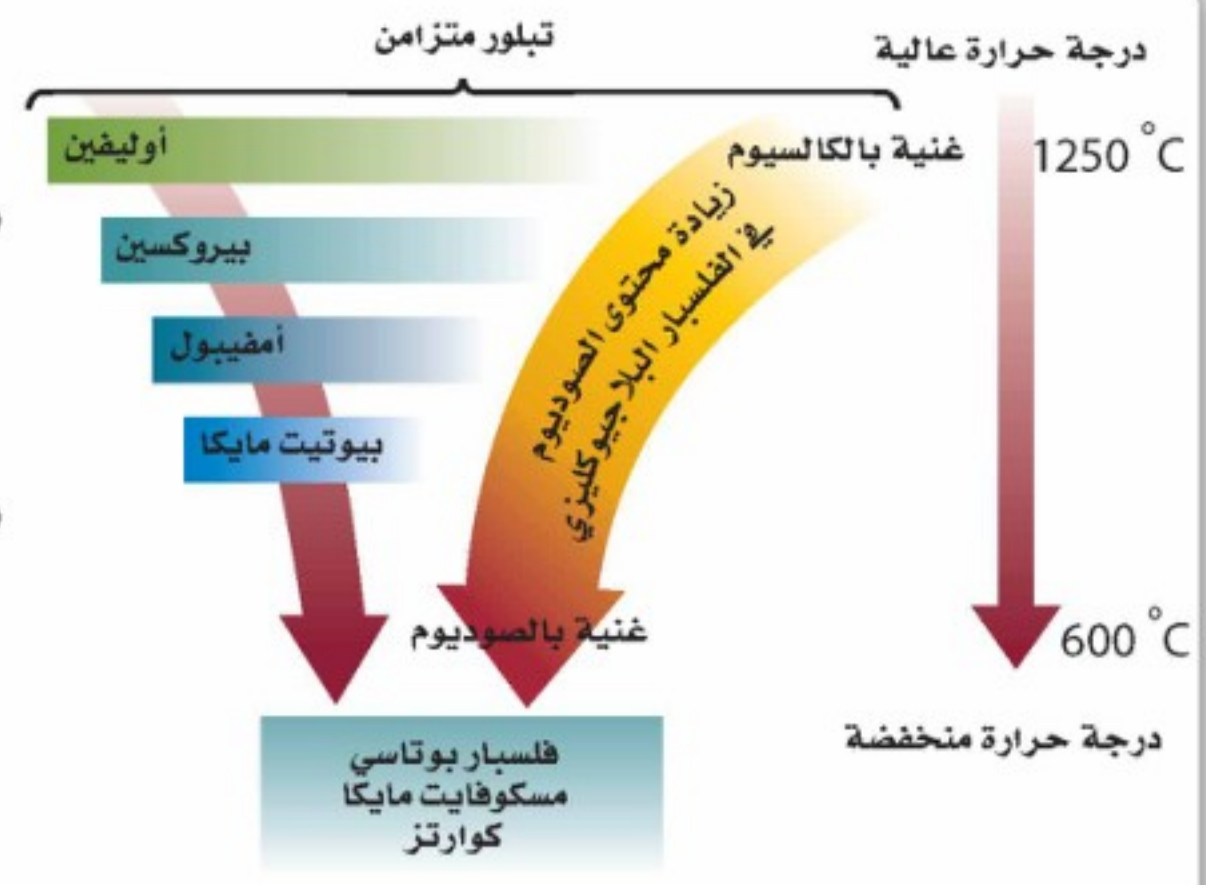 تبلور متزامن
درجة حرارة عالية
1250 °C
غنية بالكالسيوم
أوليفين
بيروكسين
أمفيبول
بيوتيت مايكا
زيادة محتوى الصوديوم
في الفلسبار البلاجيوكليزي
غنية بالصوديوم
600 °C
درجة حرارة منخفضة
فلسبار بوتاسي
مسكوفايت مايكا
كوارتز